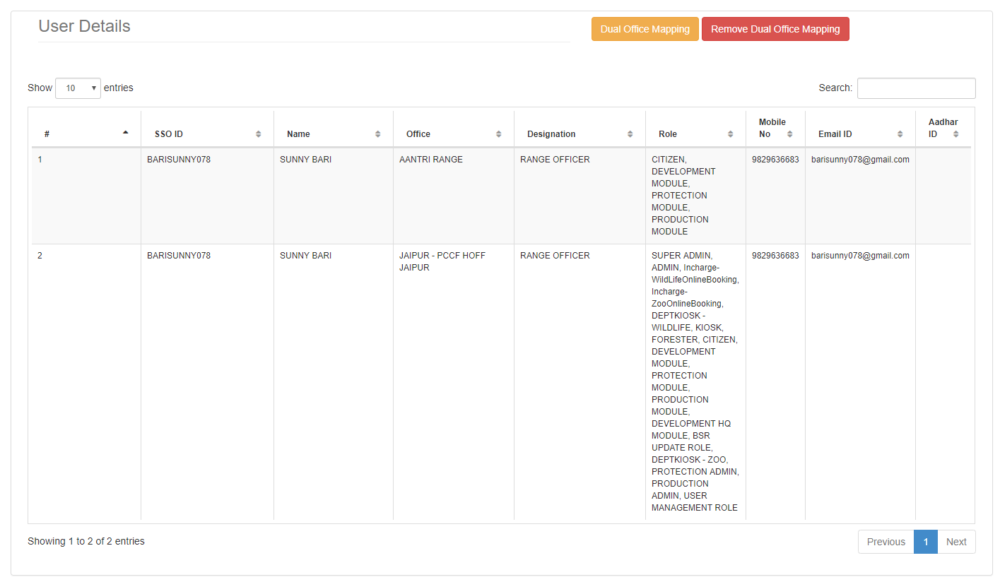 User Details
Dual Office Mapping
Remove Dual Office Mapping
Show 10 entries
Search:
#
SSO ID
Name
Office
Designation
Role
Mobile
No
Email ID
Aadhar
ID
1
BARISUNNY078
SUNNY BARI
AANTRI RANGE
RANGE OFFICER
CITIZEN,
DEVELOPMENT
MODULE,
PROTECTION
MODULE,
PRODUCTION
MODULE
9829636683
barisunny078@gmail.com
2
BARISUNNY078
SUNNY BARI
JAIPUR - PCCF HOFF
JAIPUR
RANGE OFFICER
SUPER ADMIN,
ADMIN, Incharge-
WildLifeOnlineBooking,
Incharge-
ZooOnlineBooking,
DEPTKIOSK -
WILDLIFE, KIOSK,
FORESTER, CITIZEN,
DEVELOPMENT
MODULE,
PROTECTION
MODULE,
PRODUCTION
MODULE,
DEVELOPMENT HQ
MODULE, BSR
UPDATE ROLE,
DEPTKIOSK - ZOO,
PROTECTION ADMIN,
PRODUCTION
ADMIN, USER
MANAGEMENT ROLE
9829636683
barisunny078@gmail.com
Showing 1 to 2 of 2 entries
Previous
1
Next